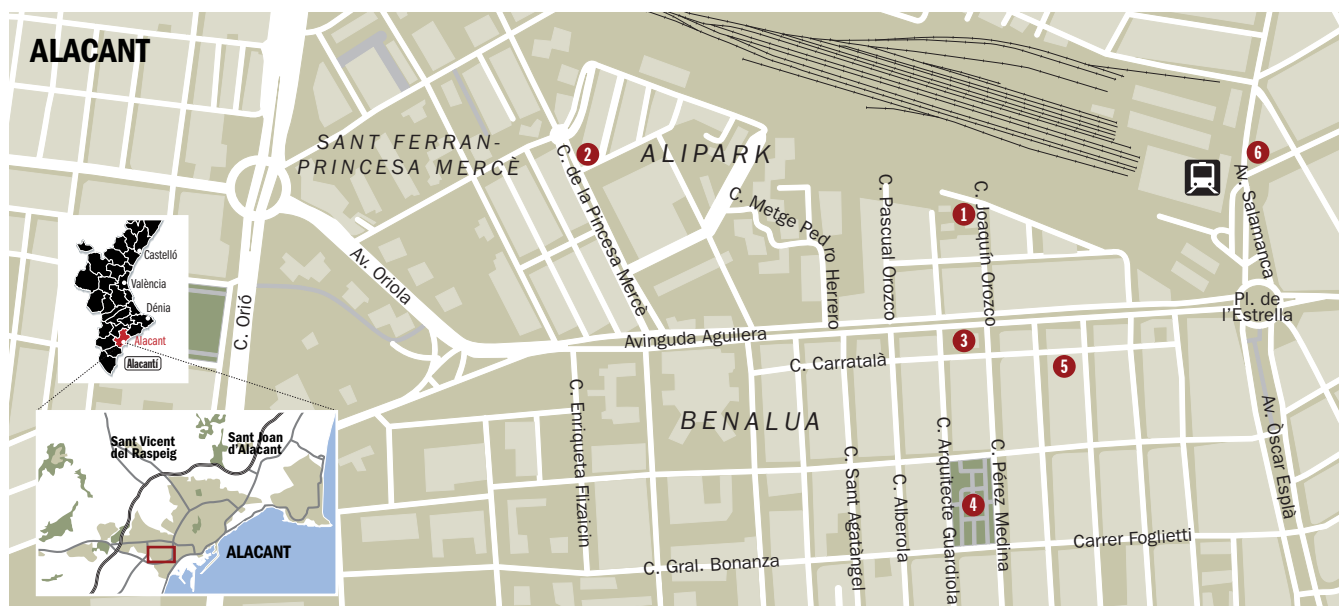 ALACANT
SANT FERRAN-
PRINCESA MERCÈ
2
ALIPARK
6
C. de la Pincesa Mercè
C. Metge Pedro Herrero
C. Pascual Orozco
1
C. Joaquín Orozco
Av. Salamanca
Castelló
València
Dénia
Alacant
Alacantí
C. Orió
Av. Oriola
Pl. de
l'Estrella
Avinguda Aguilera
3
C. Carratalà
5
C. Enriqueta Elizaicin
BENALUA
Av. Òscar Esplà
Sant Vicent
del Raspeig
Sant Joan
d'Alacant
ALACANT
C. Sant Agatàngel
C. Alberola
C. Arquitecte Guardiola
4
C. Pérez Medina
Carrer Foglietti
C. Gral. Bonanza